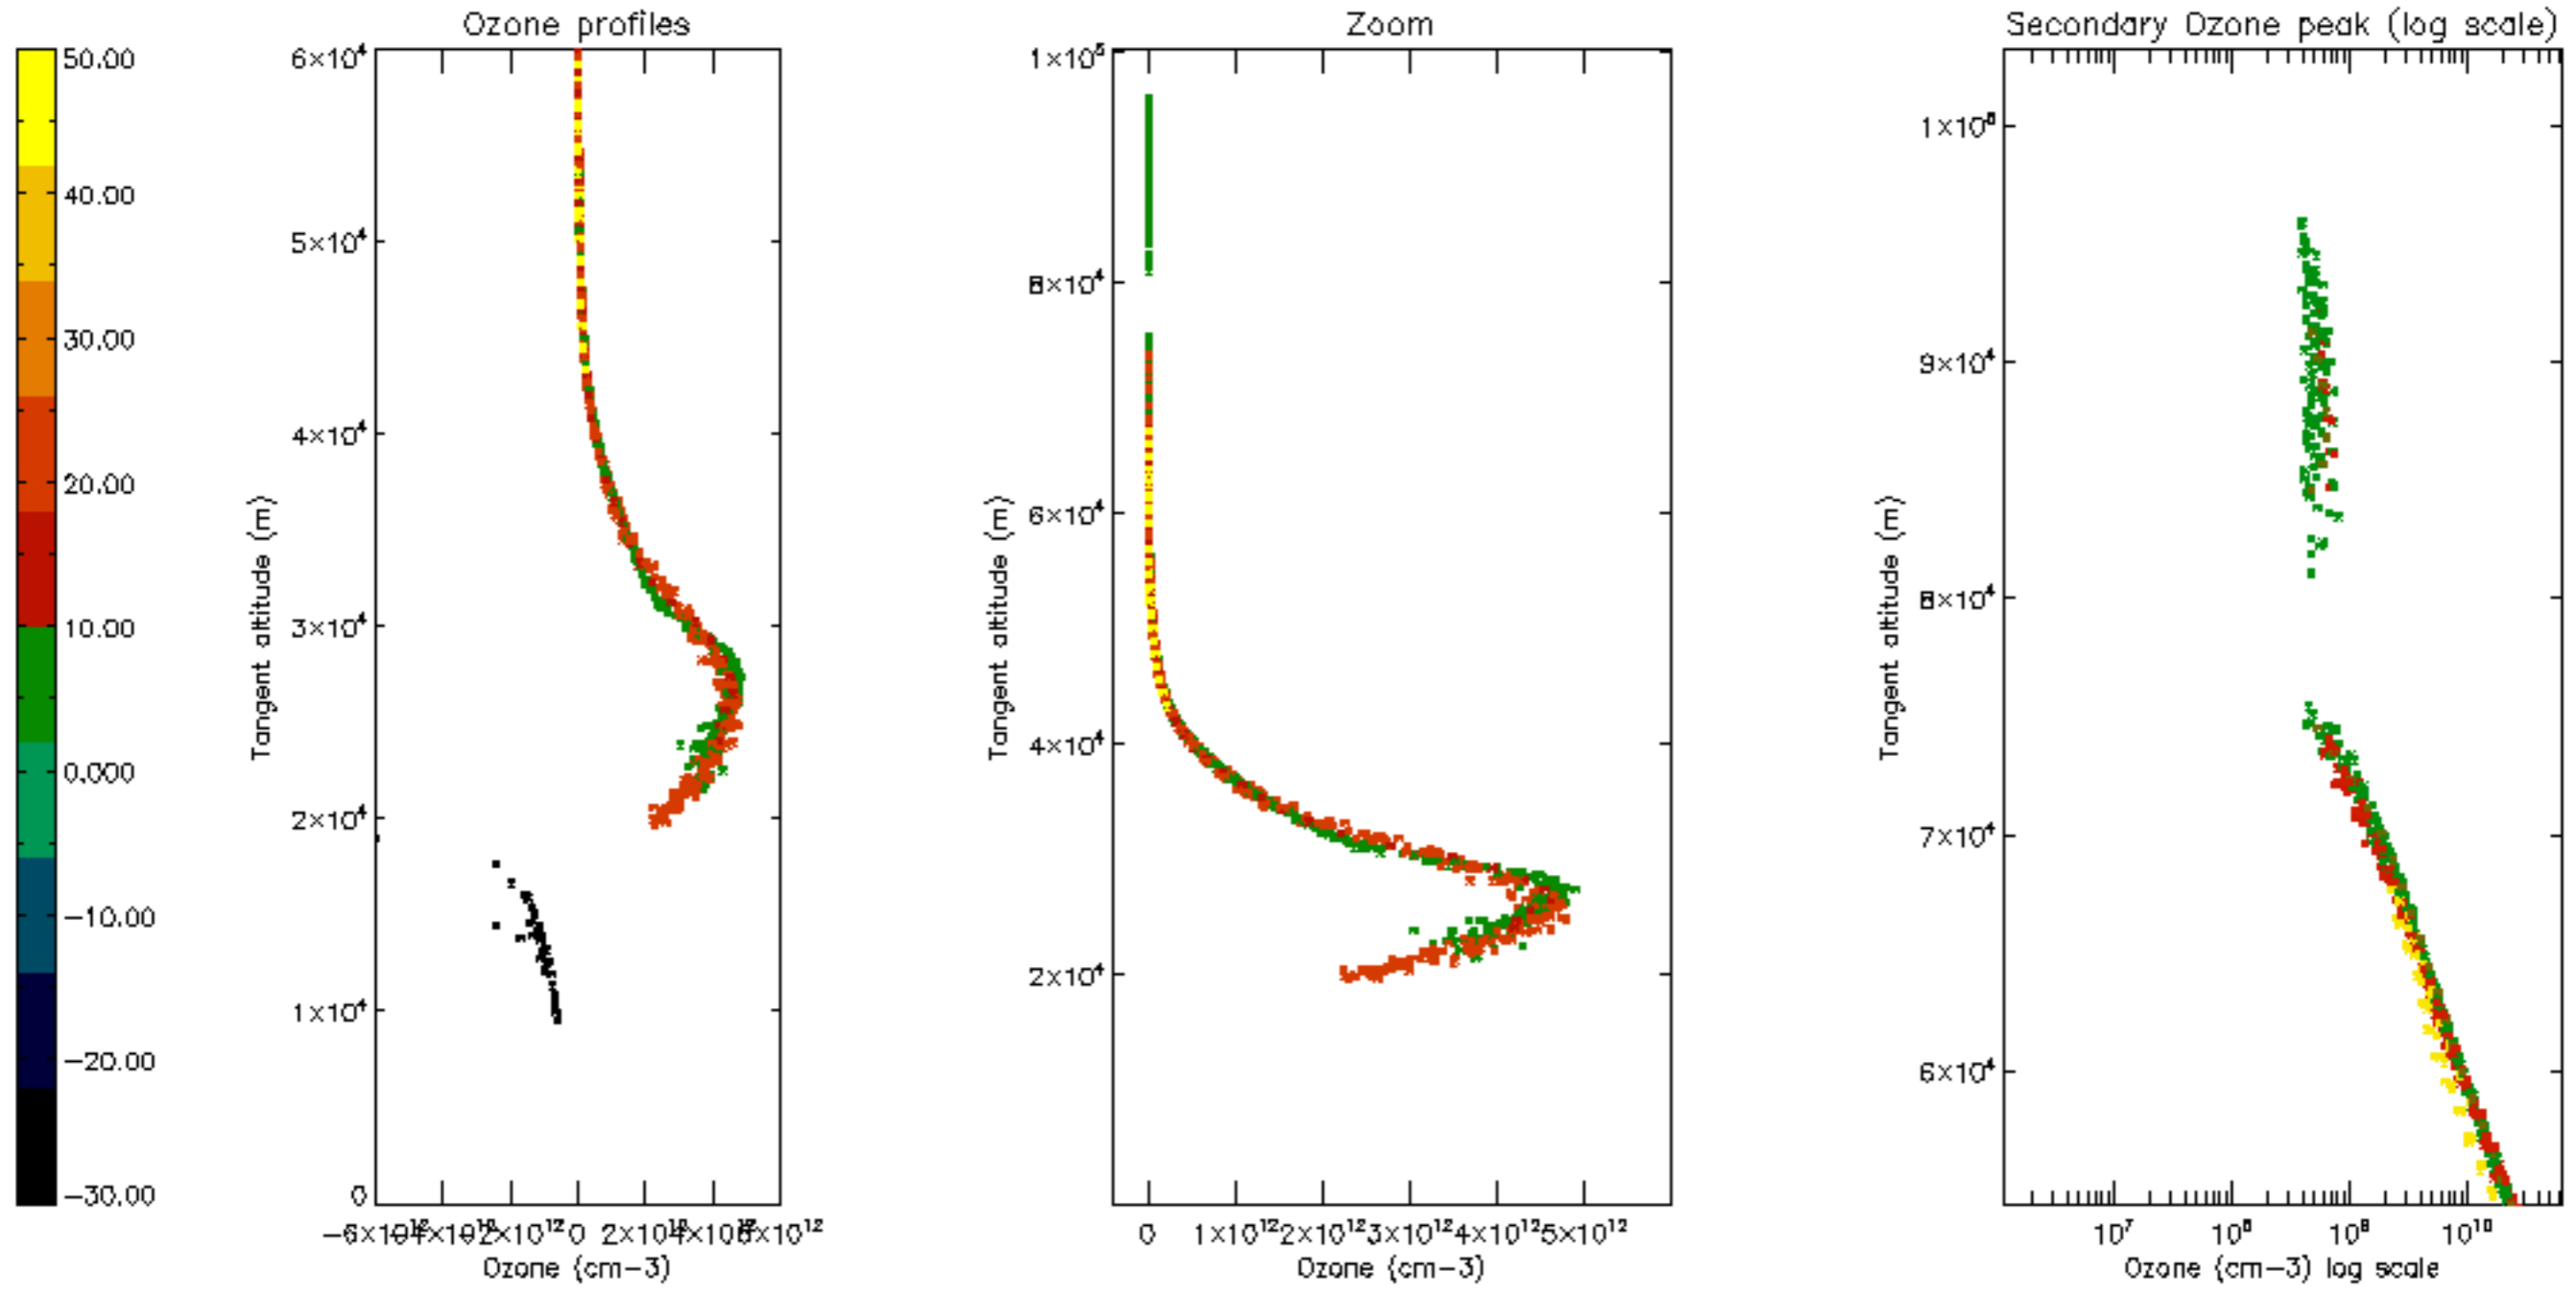 Ozone profiles
Zoom
Secondary Ozone peak (log scale)
50.00
40.00
30.00
20.00
10.00
0.000
-10.00
-20.00
-30.00
6×10⁴
5×10⁴
4×10⁴
3×10⁴
2×10⁴
1×10⁴
0
Tangent altitude (m)
0
Ozone (cm-3)
1×10⁵
8×10⁴
6×10⁴
4×10⁴
2×10⁴
Tangent altitude (m)
0 1×10¹² 2×10¹² 3×10¹² 4×10¹² 5×10¹²
Ozone (cm-3)
1×10⁵
9×10⁴
8×10⁴
7×10⁴
6×10⁴
Tangent altitude (m)
10⁷ 10⁸ 10⁹ 10¹⁰
Ozone (cm-3) log scale